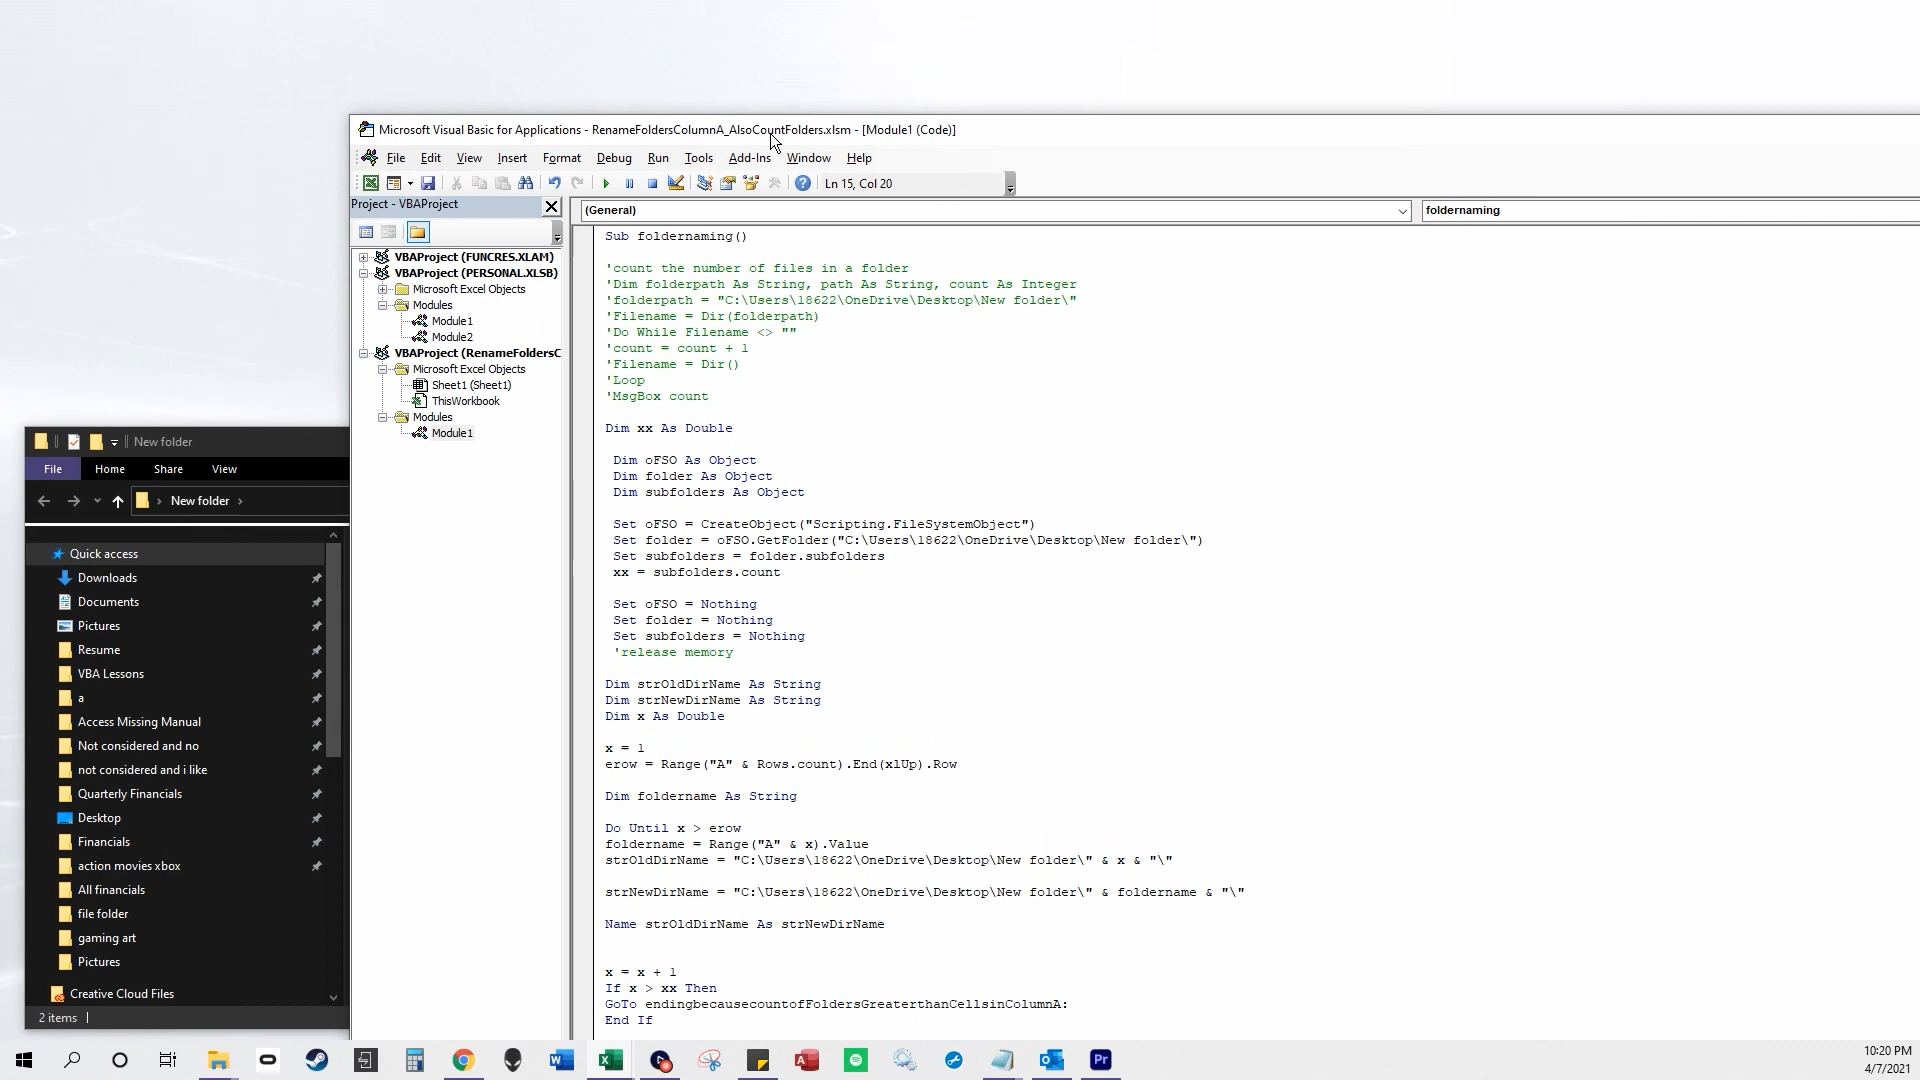 Microsoft Visual Basic for Applications - RenameFoldersColumnA_AlsoCountFolders.xlsm - [Module1 (Code)]
File Edit View Insert Format Debug Run Tools Add-Ins Window Help
Ln 15, Col 20
Project - VBAProject
(General)
foldernaming
VBAProject (FUNCRES.XLAM)
VBAProject (PERSONAL.XLSB)
Microsoft Excel Objects
Modules
Module1
Module2
VBAProject (RenameFoldersC
Microsoft Excel Objects
Sheet1 (Sheet1)
ThisWorkbook
Modules
Module1
Sub foldernaming()
'count the number of files in a folder
'Dim folderpath As String, path As String, count As Integer
'folderpath = "C:\Users\18622\OneDrive\Desktop\New folder\"
'Filename = Dir(folderpath)
'Do While Filename <> ""
'count = count + 1
'Filename = Dir()
'Loop
'MsgBox count
Dim xx As Double
Dim oFSO As Object
Dim folder As Object
Dim subfolders As Object
Set oFSO = CreateObject("Scripting.FileSystemObject")
Set folder = oFSO.GetFolder("C:\Users\18622\OneDrive\Desktop\New folder\")
Set subfolders = folder.subfolders
xx = subfolders.count
Set oFSO = Nothing
Set folder = Nothing
Set subfolders = Nothing
'release memory
Dim strOldDirName As String
Dim strNewDirName As String
Dim x As Double
x = 1
erow = Range("A" & Rows.count).End(xlUp).Row
Dim foldername As String
Do Until x > erow
foldername = Range("A" & x).Value
strOldDirName = "C:\Users\18622\OneDrive\Desktop\New folder\" & x & "\"
strNewDirName = "C:\Users\18622\OneDrive\Desktop\New folder\" & foldername & "\"
Name strOldDirName As strNewDirName
x = x + 1
If x > xx Then
GoTo endingbecausecountofFoldersGreaterthanCellsinColumnA:
End If
New folder
File Home Share View
New folder
Quick access
Downloads
Documents
Pictures
Resume
VBA Lessons
a
Access Missing Manual
Not considered and no
not considered and i like
Quarterly Financials
Desktop
Financials
action movies xbox
All financials
file folder
gaming art
Pictures
Creative Cloud Files
2 items
10:20 PM
4/7/2021